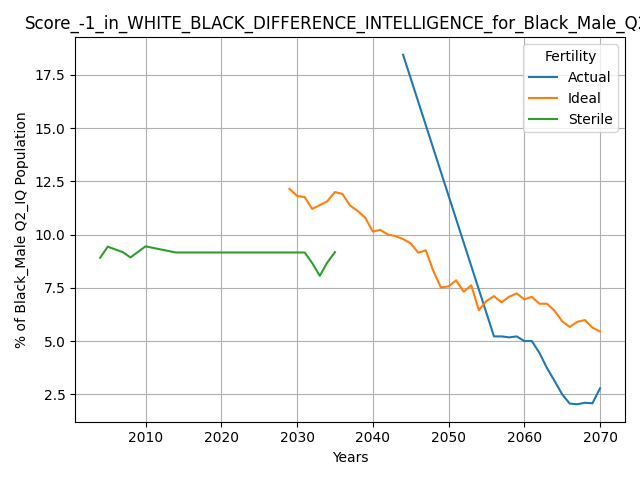 Score_-1_in_WHITE_BLACK_DIFFERENCE_INTELLIGENCE_for_Black_Male_Q2
Fertility
Actual
Ideal
Sterile
% of Black_Male Q2_IQ Population
17.5
15.0
12.5
10.0
7.5
5.0
2.5
2010
2020
2030
2040
2050
2060
2070
Years